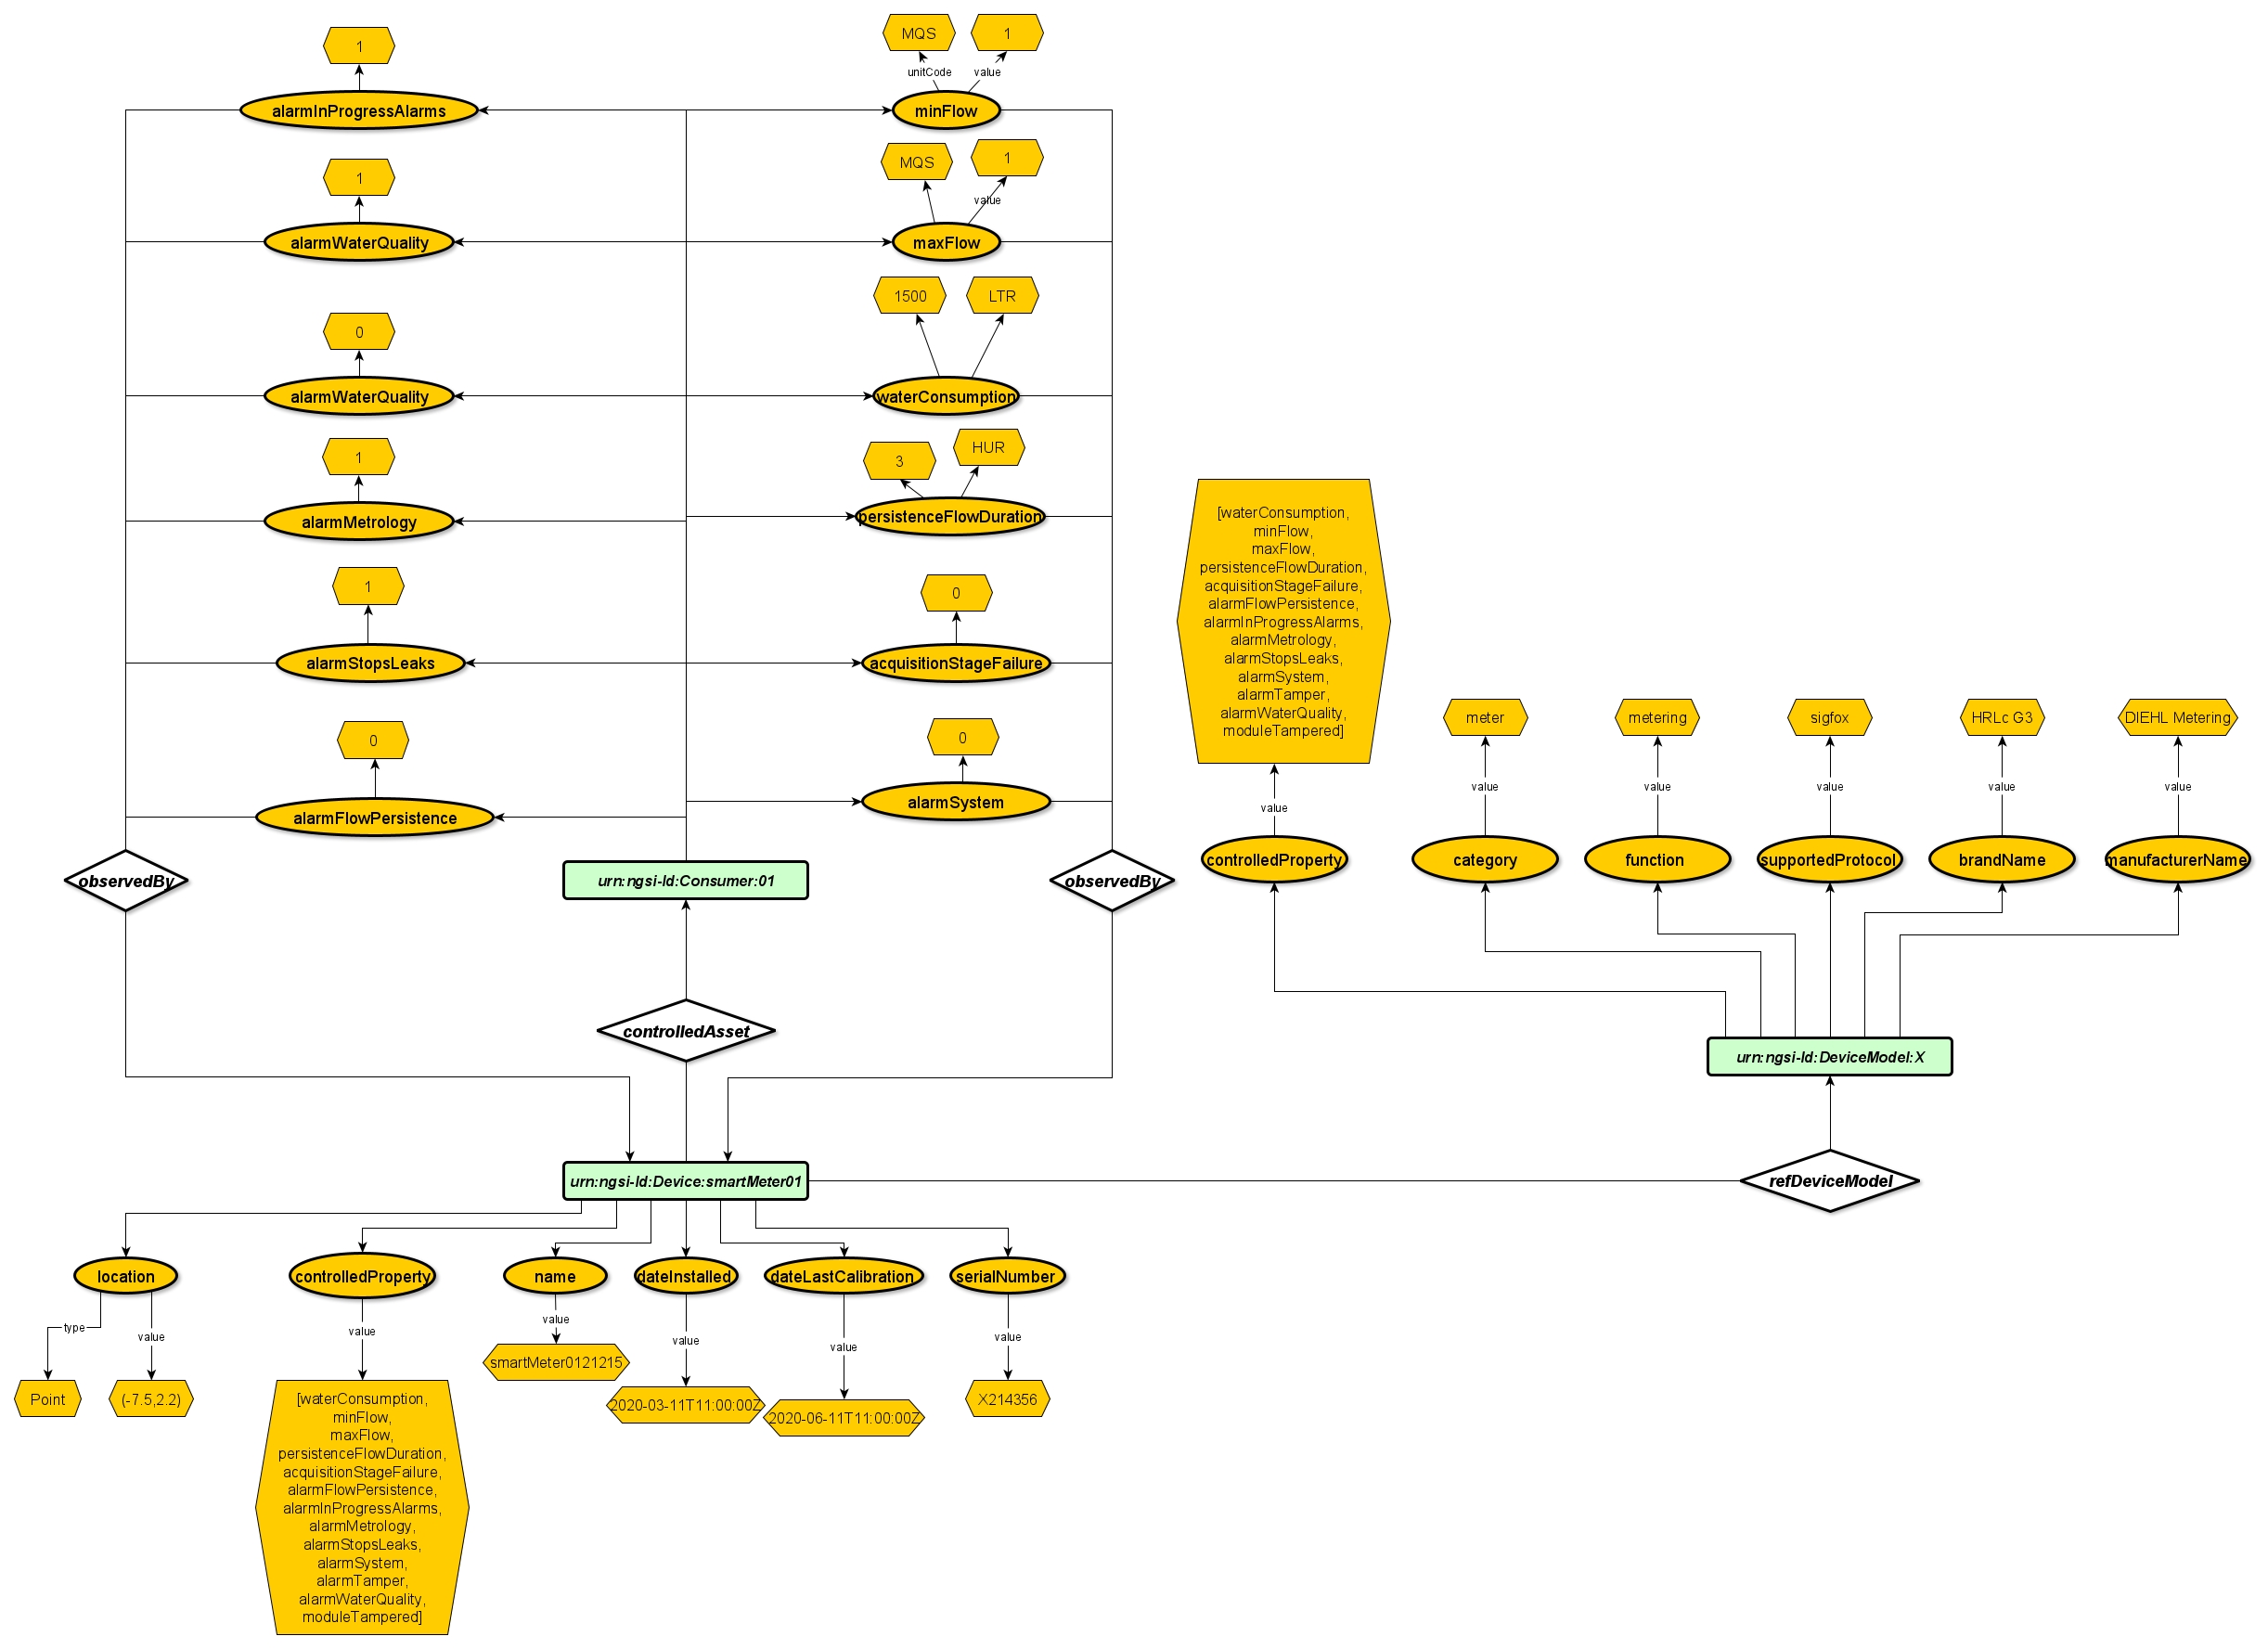 MQS
1
1
unitCode
value
alarmInProgressAlarms
minFlow
MQS
1
1
value
alarmWaterQuality
maxFlow
1500
LTR
0
alarmWaterQuality
waterConsumption
1
3
HUR
alarmMetrology
persistenceFlowDuration
1
0
alarmStopsLeaks
acquisitionStageFailure
0
0
alarmFlowPersistence
alarmSystem
observedBy
urn:ngsi-ld:Consumer:01
observedBy
controlledAsset
[waterConsumption,
minFlow,
maxFlow,
persistenceFlowDuration,
acquisitionStageFailure,
alarmFlowPersistence,
alarmInProgressAlarms,
alarmMetrology,
alarmStopsLeaks,
alarmSystem,
alarmTamper,
alarmWaterQuality,
moduleTampered]
meter
metering
sigfox
HRLc G3
DIEHL Metering
value
value
value
value
value
value
controlledProperty
category
function
supportedProtocol
brandName
manufacturerName
urn:ngsi-ld:DeviceModel:X
urn:ngsi-ld:Device:smartMeter01
refDeviceModel
location
controlledProperty
name
dateInstalled
dateLastCalibration
serialNumber
type
value
value
value
value
value
value
Point
(-7.5,2.2)
smartMeter0121215
2020-03-11T11:00:00Z
2020-06-11T11:00:00Z
X214356
[waterConsumption,
minFlow,
maxFlow,
persistenceFlowDuration,
acquisitionStageFailure,
alarmFlowPersistence,
alarmInProgressAlarms,
alarmMetrology,
alarmStopsLeaks,
alarmSystem,
alarmTamper,
alarmWaterQuality,
moduleTampered]